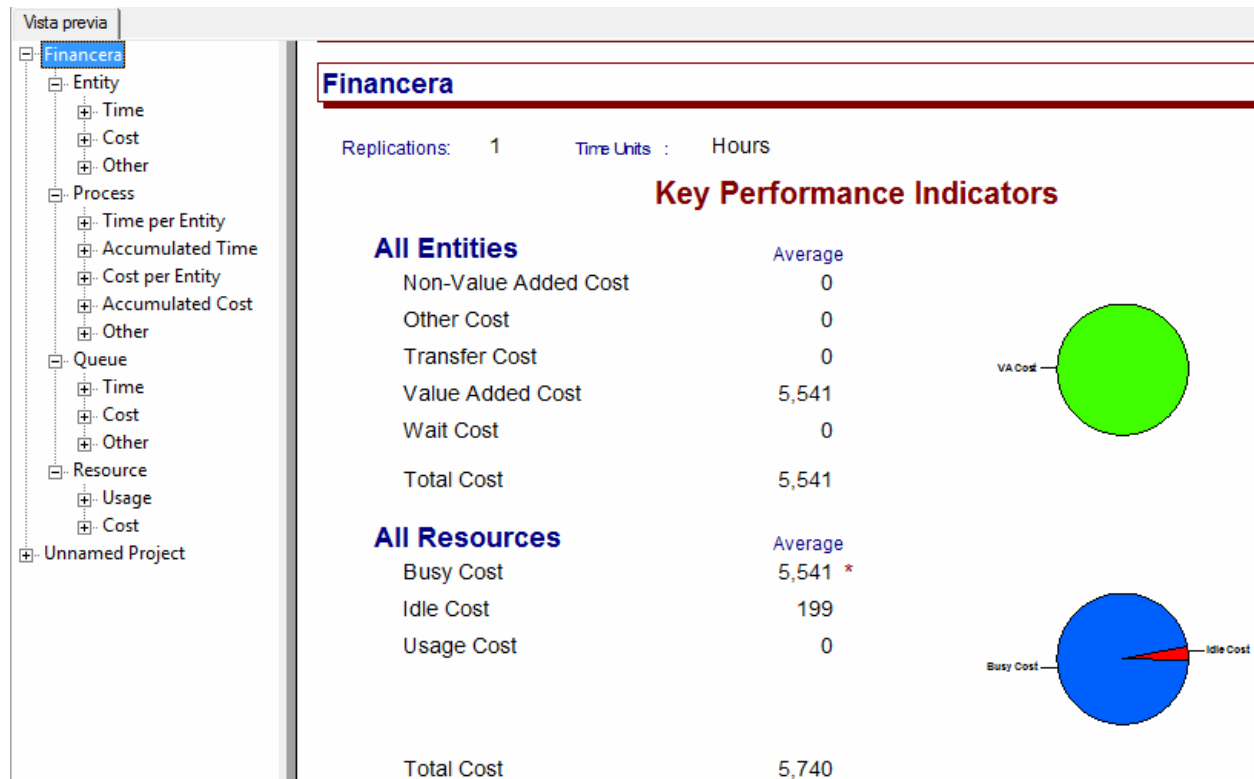 Vista previa
Financera
Entity
Time
Cost
Other
Process
Time per Entity
Accumulated Time
Cost per Entity
Accumulated Cost
Other
Queue
Time
Cost
Other
Resource
Usage
Cost
Unnamed Project
Financera
Replications: 1 Time Units : Hours
Key Performance Indicators
All Entities Average
Non-Value Added Cost 0
Other Cost 0
Transfer Cost 0
Value Added Cost 5,541
Wait Cost 0
Total Cost 5,541
VA Cost
All Resources Average
Busy Cost 5,541 *
Idle Cost 199
Usage Cost 0
Total Cost 5,740
Idle Cost
Busy Cost